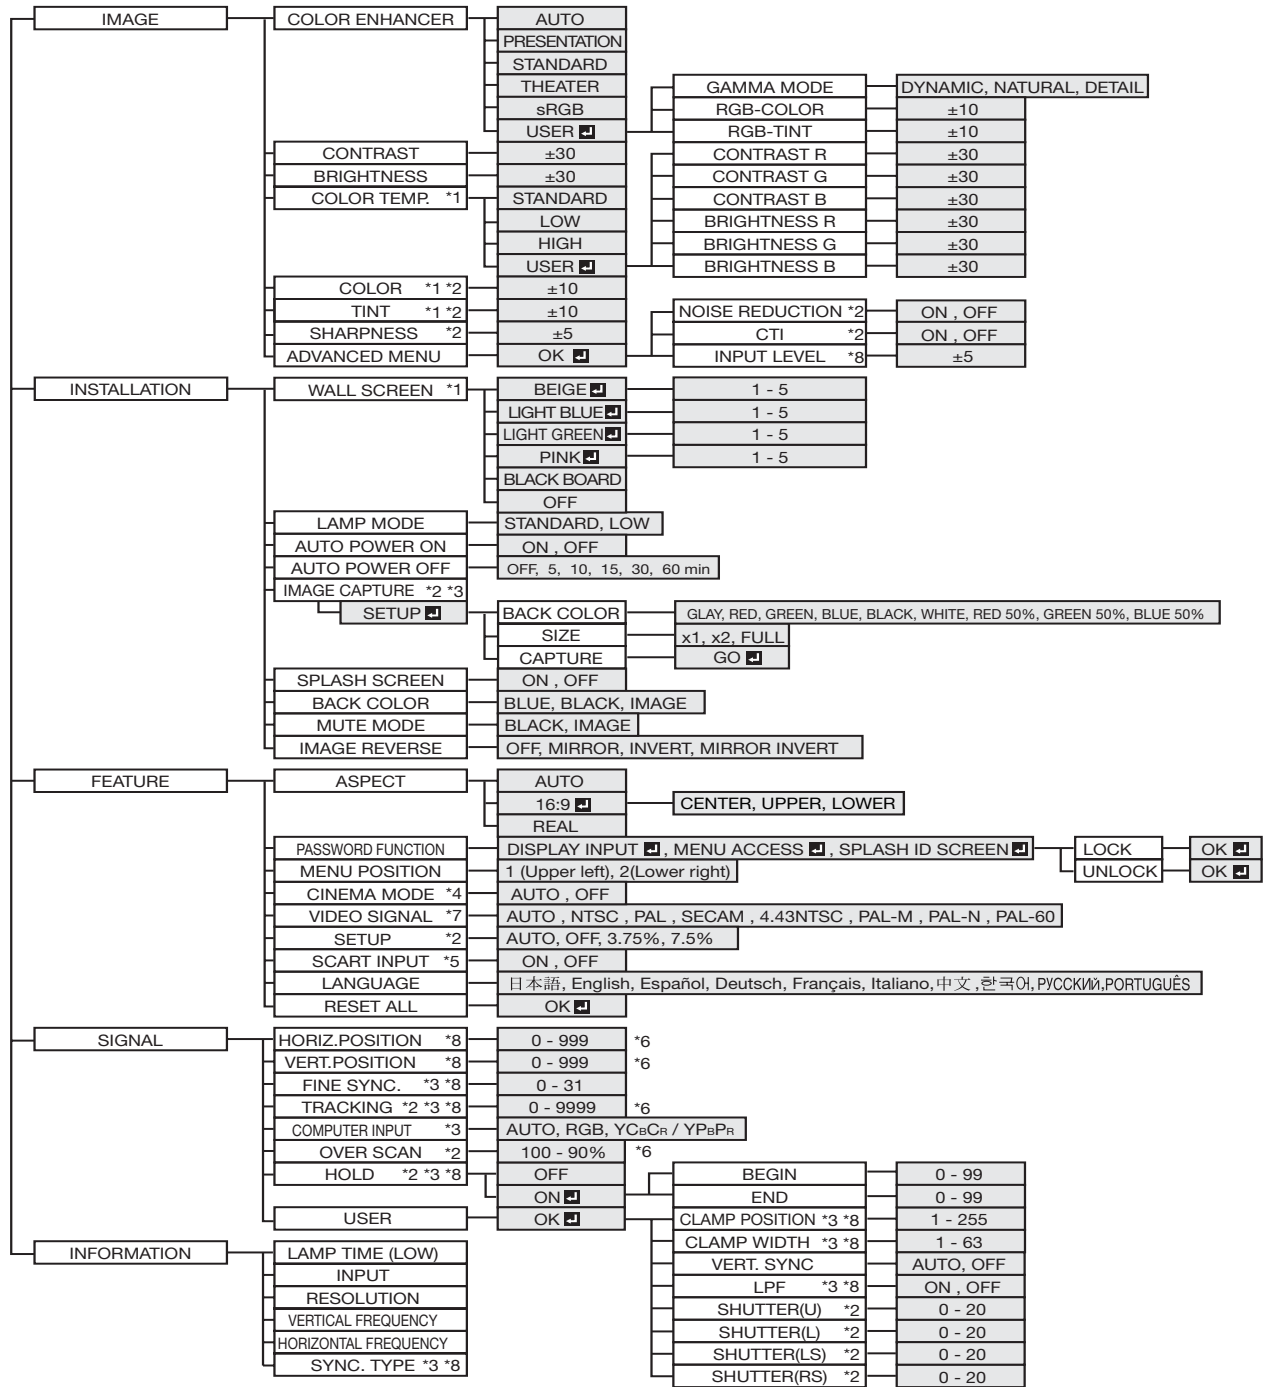 IMAGE
COLOR ENHANCER
AUTO
PRESENTATION
STANDARD
THEATER
sRGB
USER
GAMMA MODE
DYNAMIC, NATURAL, DETAIL
RGB-COLOR
±10
RGB-TINT
±10
CONTRAST
±30
BRIGHTNESS
±30
COLOR TEMP. *1
STANDARD
LOW
HIGH
USER
CONTRAST R
±30
CONTRAST G
±30
CONTRAST B
±30
BRIGHTNESS R
±30
BRIGHTNESS G
±30
BRIGHTNESS B
±30
COLOR *1 *2
±10
TINT *1 *2
±10
SHARPNESS *2
±5
ADVANCED MENU
OK
NOISE REDUCTION *2
ON , OFF
CTI *2
ON , OFF
INPUT LEVEL *8
±5
INSTALLATION
WALL SCREEN *1
BEIGE
1 - 5
LIGHT BLUE
1 - 5
LIGHT GREEN
1 - 5
PINK
1 - 5
BLACK BOARD
OFF
LAMP MODE
STANDARD, LOW
AUTO POWER ON
ON , OFF
AUTO POWER OFF
OFF, 5, 10, 15, 30, 60 min
IMAGE CAPTURE *2 *3
SETUP
BACK COLOR
GLAY, RED, GREEN, BLUE, BLACK, WHITE, RED 50%, GREEN 50%, BLUE 50%
SIZE
x1, x2, FULL
CAPTURE
GO
SPLASH SCREEN
ON , OFF
BACK COLOR
BLUE, BLACK, IMAGE
MUTE MODE
BLACK, IMAGE
IMAGE REVERSE
OFF, MIRROR, INVERT, MIRROR INVERT
FEATURE
ASPECT
AUTO
16:9
CENTER, UPPER, LOWER
REAL
PASSWORD FUNCTION
DISPLAY INPUT , MENU ACCESS , SPLASH ID SCREEN
LOCK
OK
UNLOCK
OK
MENU POSITION
1 (Upper left), 2(Lower right)
CINEMA MODE *4
AUTO , OFF
VIDEO SIGNAL *7
AUTO , NTSC , PAL , SECAM , 4.43NTSC , PAL-M , PAL-N , PAL-60
SETUP *2
AUTO, OFF, 3.75%, 7.5%
SCART INPUT *5
ON , OFF
LANGUAGE
日本語, English, Español, Deutsch, Français, Italiano, 中文 ,한국어, РУССКИЙ,PORTUGUÊS
RESET ALL
OK
SIGNAL
HORIZ.POSITION *8
0 - 999 *6
VERT.POSITION *8
0 - 999 *6
FINE SYNC. *3 *8
0 - 31
TRACKING *2 *3 *8
0 - 9999 *6
COMPUTER INPUT *3
AUTO, RGB, YCBCR / YPBPR
OVER SCAN *2
100 - 90% *6
HOLD *2 *3 *8
OFF
ON
BEGIN
0 - 99
END
0 - 99
USER
OK
CLAMP POSITION *3 *8
1 - 255
CLAMP WIDTH *3 *8
1 - 63
VERT. SYNC
AUTO, OFF
LPF *3 *8
ON , OFF
SHUTTER(U) *2
0 - 20
SHUTTER(L) *2
0 - 20
SHUTTER(LS) *2
0 - 20
SHUTTER(RS) *2
0 - 20
INFORMATION
LAMP TIME (LOW)
INPUT
RESOLUTION
VERTICAL FREQUENCY
HORIZONTAL FREQUENCY
SYNC. TYPE *3 *8